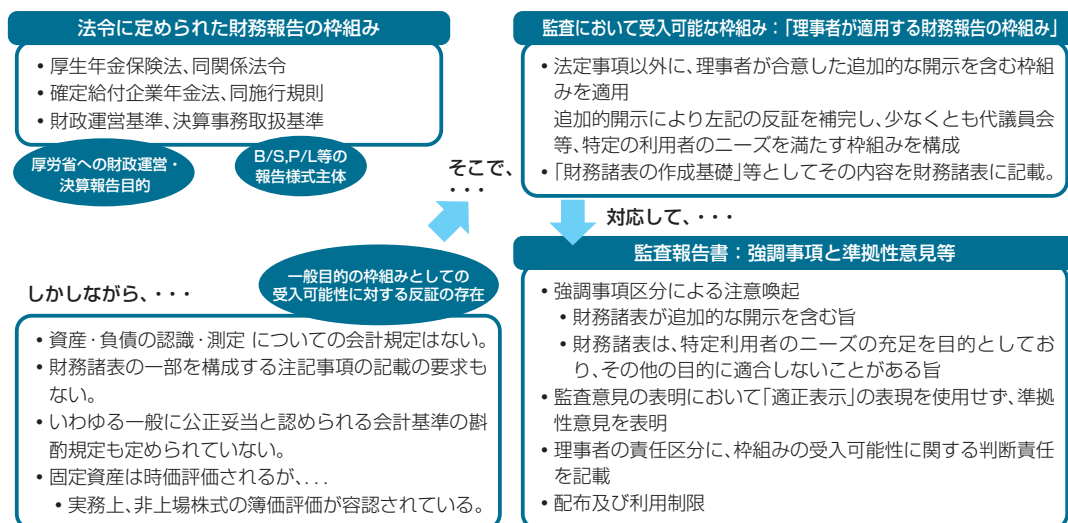 法令に定められた財務報告の枠組み
• 厚生年金保険法、同関係法令
• 確定給付企業年金法、同施行規則
• 財政運営基準、決算事務取扱基準
厚労省への財政運営・
決算報告目的
B/S,P/L等の
報告様式主体
しかしながら、・・・
一般目的の枠組みとしての
受入可能性に対する反証の存在
• 資産・負債の認識・測定 についての会計規定はない。
• 財務諸表の一部を構成する注記事項の記載の要求も
ない。
• いわゆる一般に公正妥当と認められる会計基準の斟
酌規定も定められていない。
• 固定資産は時価評価されるが、...
• 実務上、非上場株式の簿価評価が容認されている。
そこで、
・・・
監査において受入可能な枠組み：「理事者が適用する財務報告の枠組み」
• 法定事項以外に、理事者が合意した追加的な開示を含む枠組
みを適用
追加的開示により左記の反証を補完し、少なくとも代議員会
等、特定の利用者のニーズを満たす枠組みを構成
• 「財務諸表の作成基礎」等としてその内容を財務諸表に記載。
対応して、・・・
監査報告書：強調事項と準拠性意見等
• 強調事項区分による注意喚起
• 財務諸表が追加的な開示を含む旨
• 財務諸表は、特定利用者のニーズの充足を目的としてお
り、その他の目的に適合しないことがある旨
• 監査意見の表明において「適正表示」の表現を使用せず、準拠
性意見を表明
• 理事者の責任区分に、枠組みの受入可能性に関する判断責任
を記載
• 配布及び利用制限